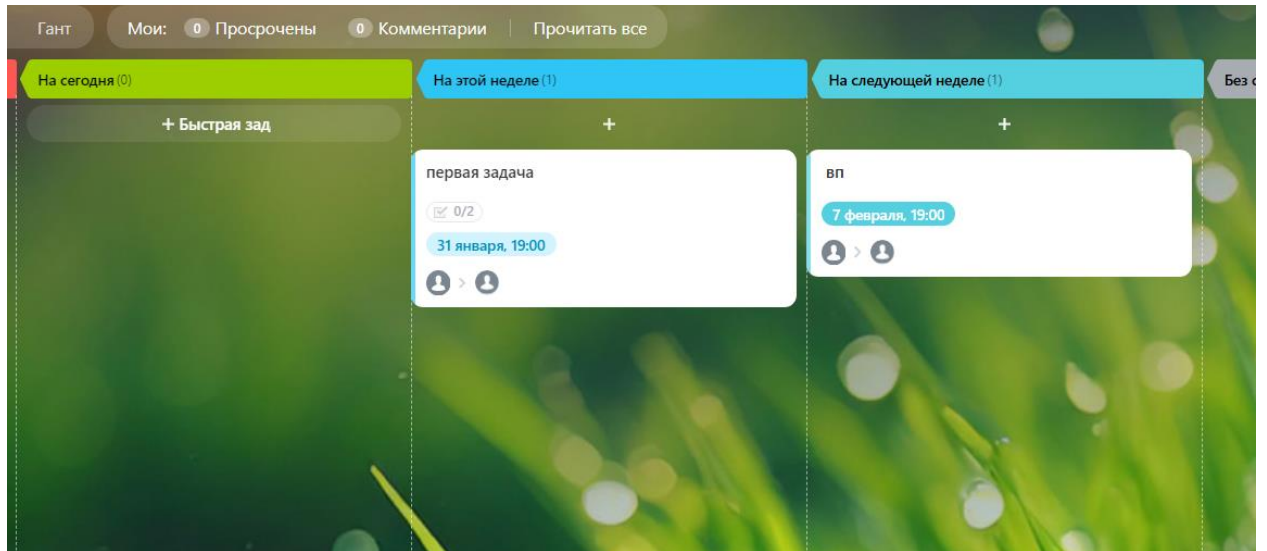 Гант Мои: 0 Просрочены 0 Комментарии Прочитать все
На сегодня (0) На этой неделе (1) На следующей неделе (1) Без с
+ Быстрая зад + +
первая задача вп
0/2 7 февраля, 19:00
31 января, 19:00